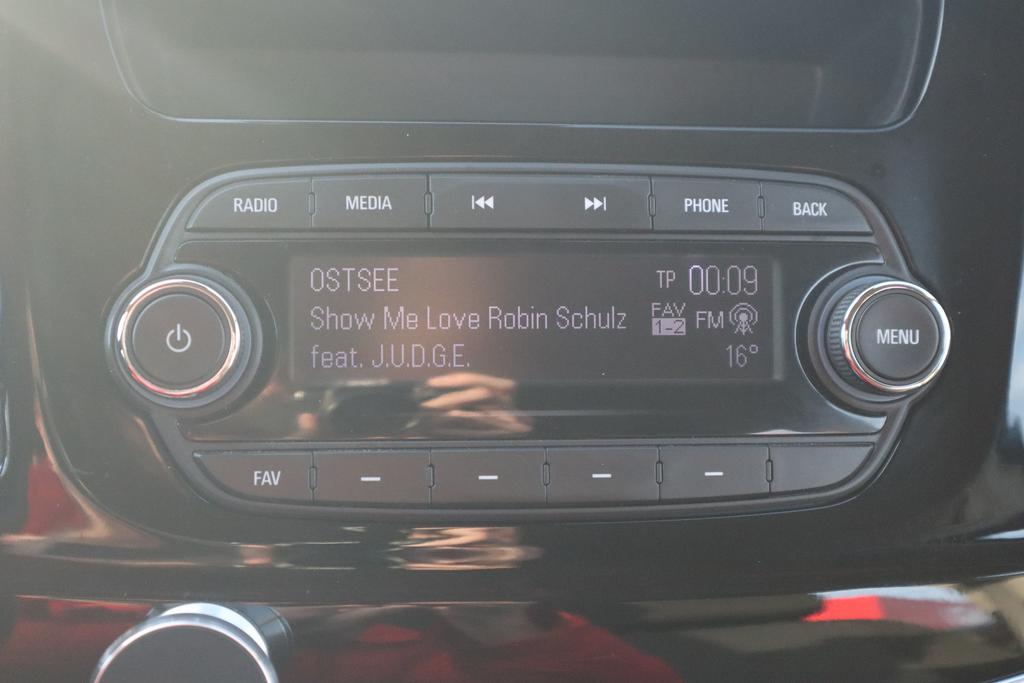 RADIO MEDIA PHONE BACK
OSTSEE TP 00:09
Show Me Love Robin Schulz FAV 1-2 FM
feat. J.U.D.G.E. 16°
MENU
FAV